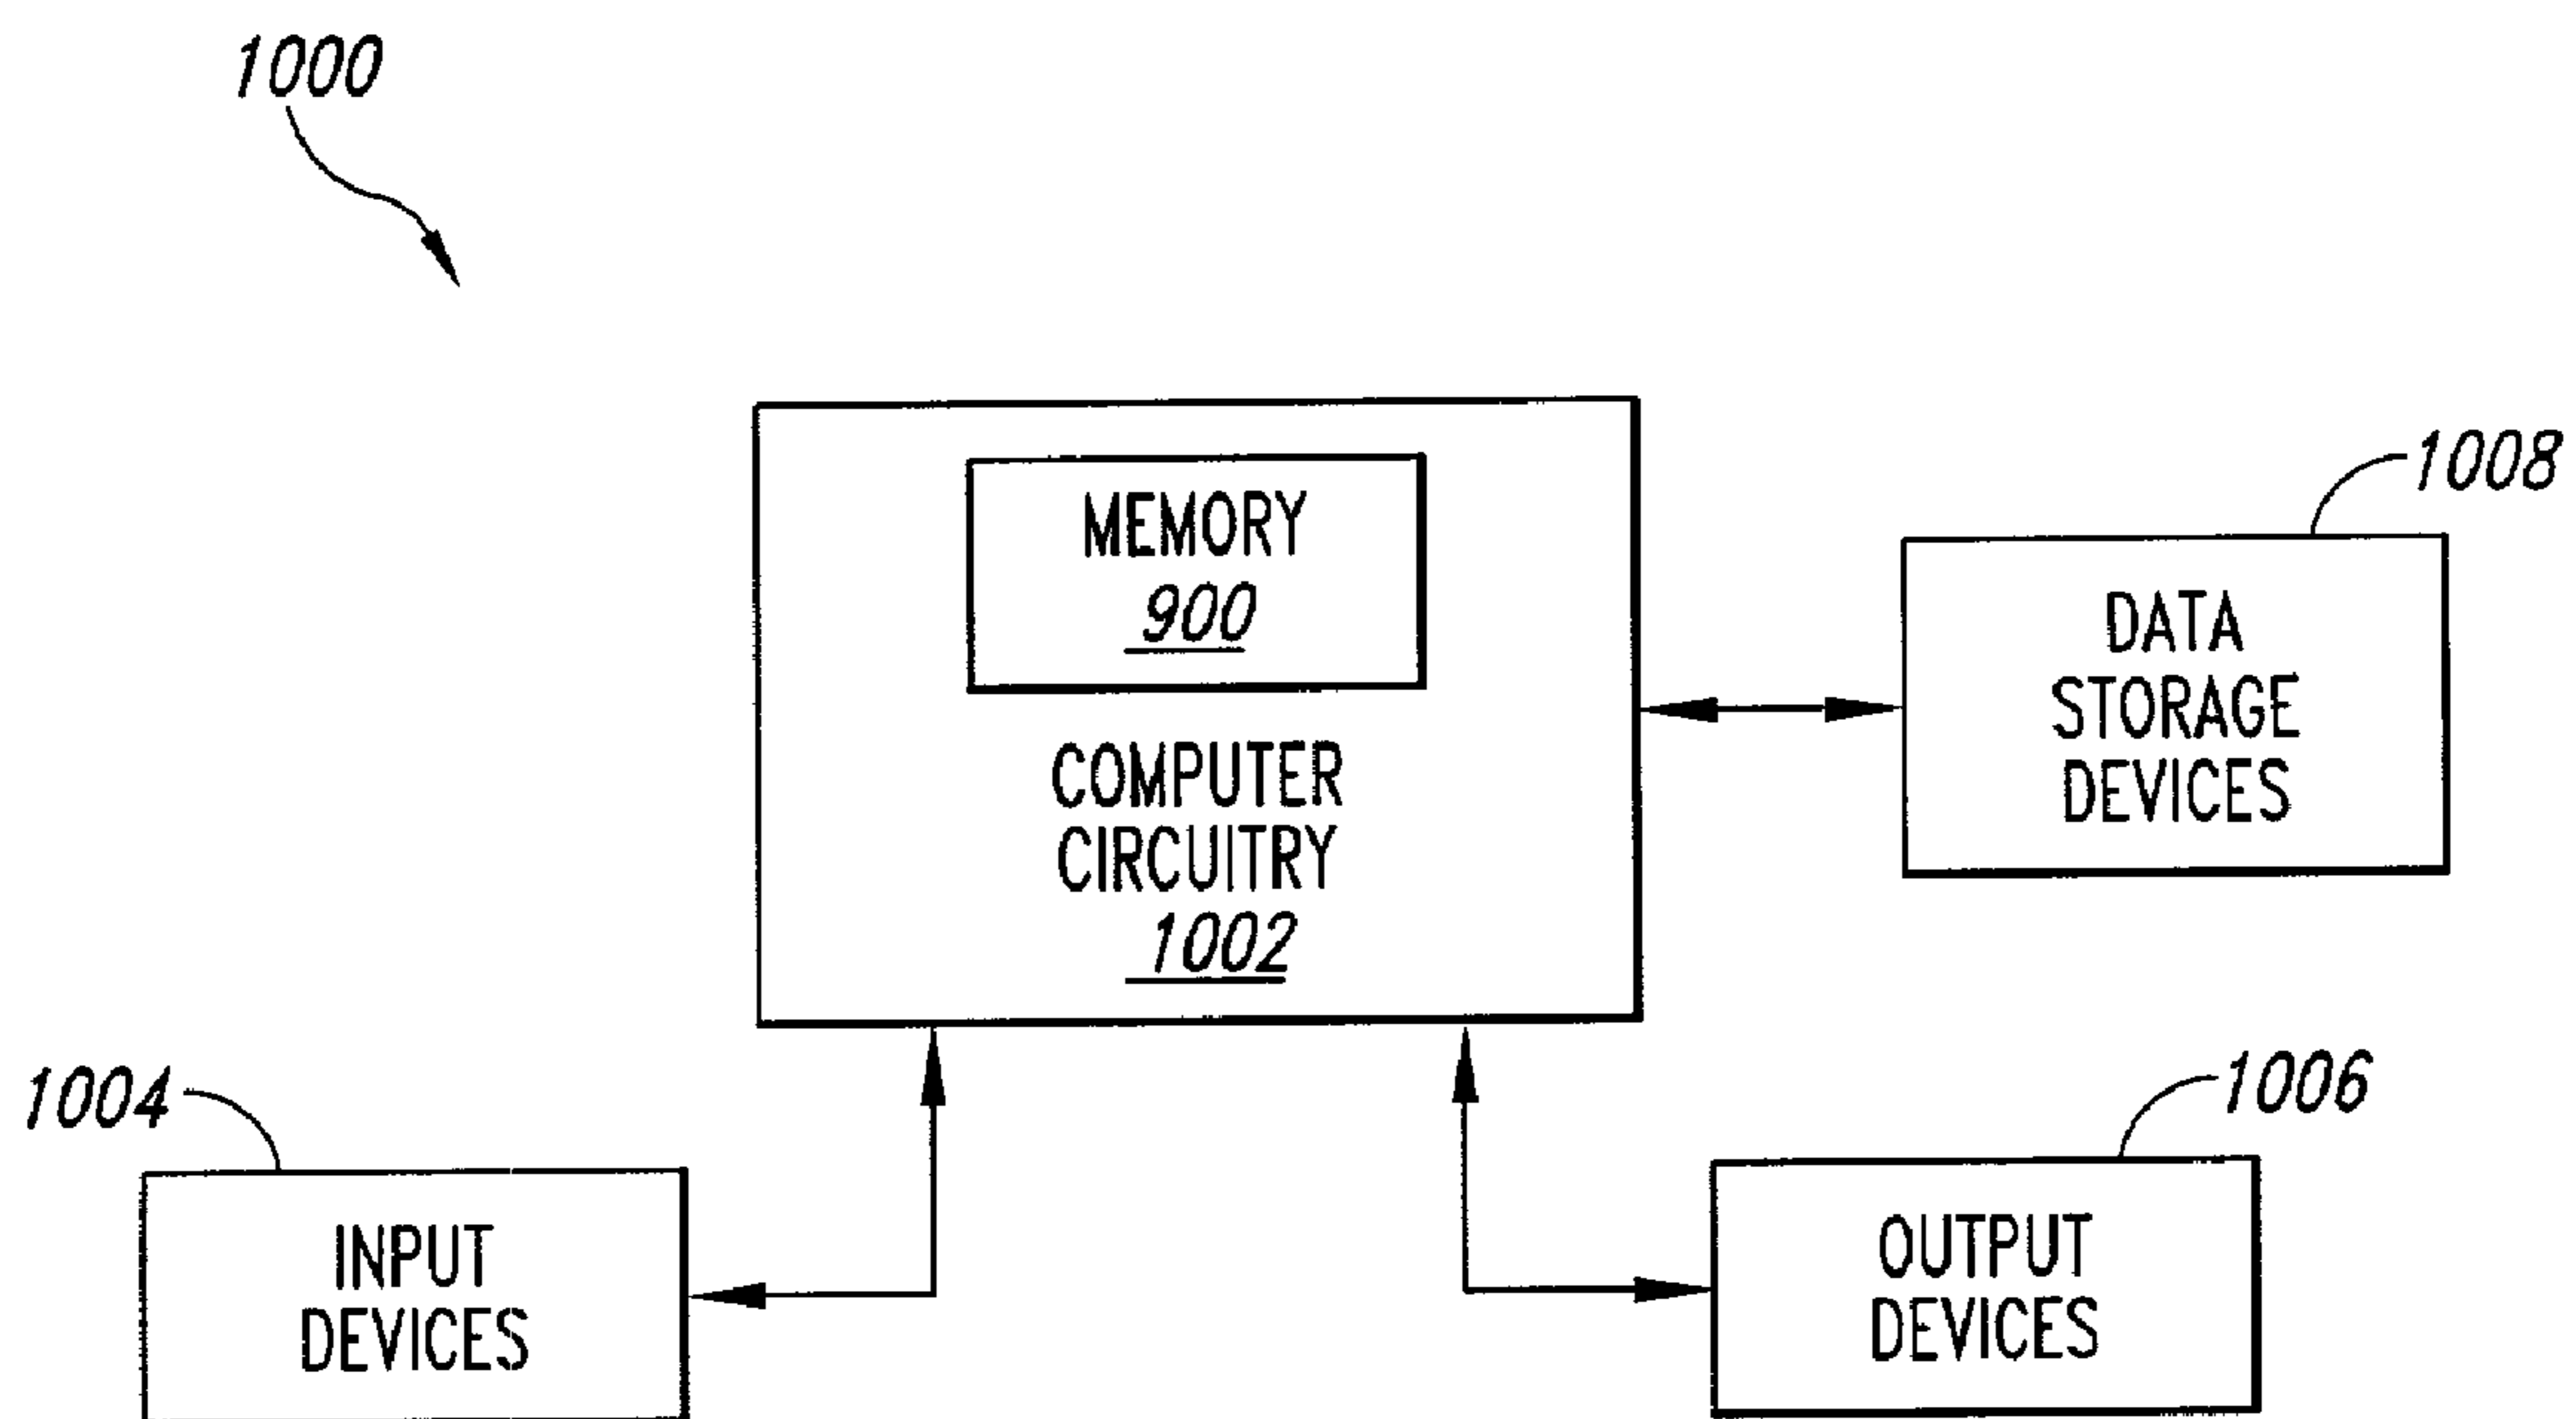 1000
MEMORY
900
COMPUTER
CIRCUITRY
1002
1008
DATA
STORAGE
DEVICES
1004
INPUT
DEVICES
1006
OUTPUT
DEVICES